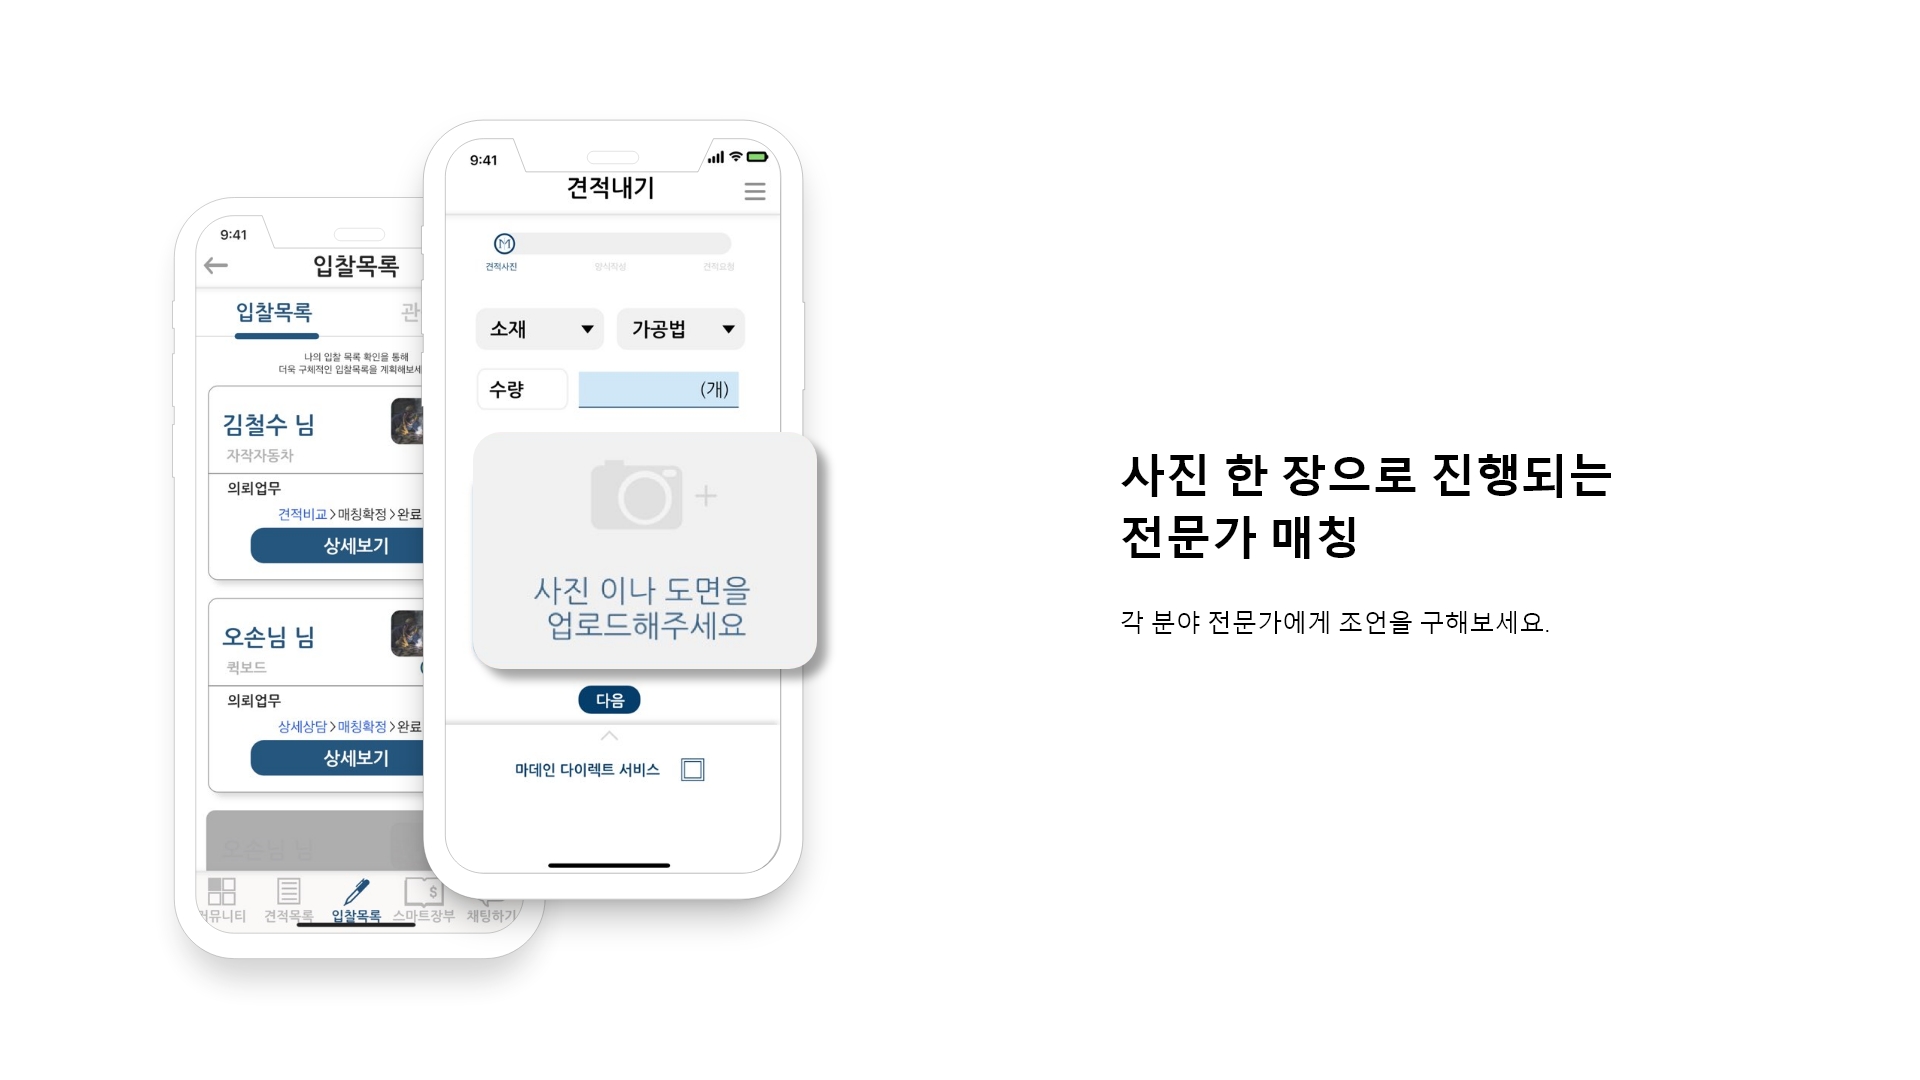 9:41
입찰목록
입찰목록
관
나의 입찰 목록 확인을 통해
더욱 구체적인 입찰목록을 계획해보세
김철수 님
자작자동차
의뢰업무
견적비교>매칭확정>완료
상세보기
오손님 님
퀵보드
의뢰업무
상세상담>매칭확정>완료
상세보기
오손님 님
커뮤니티
견적목록
입찰목록
스마트장부
채팅하기
9:41
견적내기
견적사진
양식작성
견적요청
소재
가공법
수량
(개)
사진 이나 도면을
업로드해주세요
다음
마데인 다이렉트 서비스
사진 한 장으로 진행되는
전문가 매칭
각 분야 전문가에게 조언을 구해보세요.